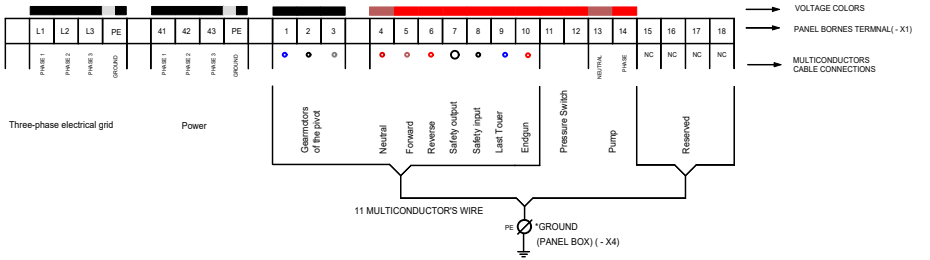 VOLTAGE COLORS
L1 L2 L3 PE 41 42 43 PE 1 2 3 4 5 6 7 8 9 10 11 12 13 14 15 16 17 18
PANEL BORNES TERMNAL( - X1)
PHASE 1
PHASE 2
PHASE 3
GROUND
PHASE 1
PHASE 2
PHASE 3
GROUND
NEUTRAL
PHASE
NC NC NC NC
MULTICONDUCTORS
CABLE CONNECTIONS
Three-phase electrical grid
Power
Gearmotors
of the pivot
Neutral
Forward
Reverse
Safety output
Safety input
Last Touer
Endgun
Pressure Switch
Pump
Reserved
11 MULTICONDUCTOR'S WIRE
PE *GROUND
(PANEL BOX) ( - X4)